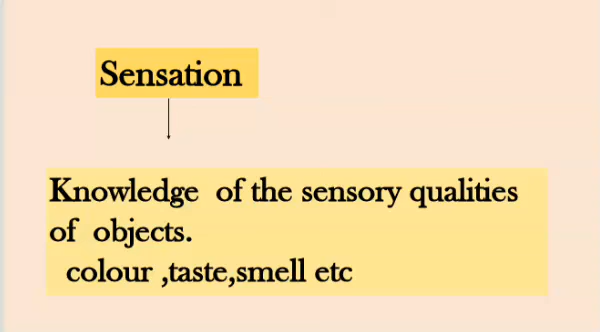 Sensation
Knowledge of the sensory qualities
of objects.
colour ,taste,smell etc